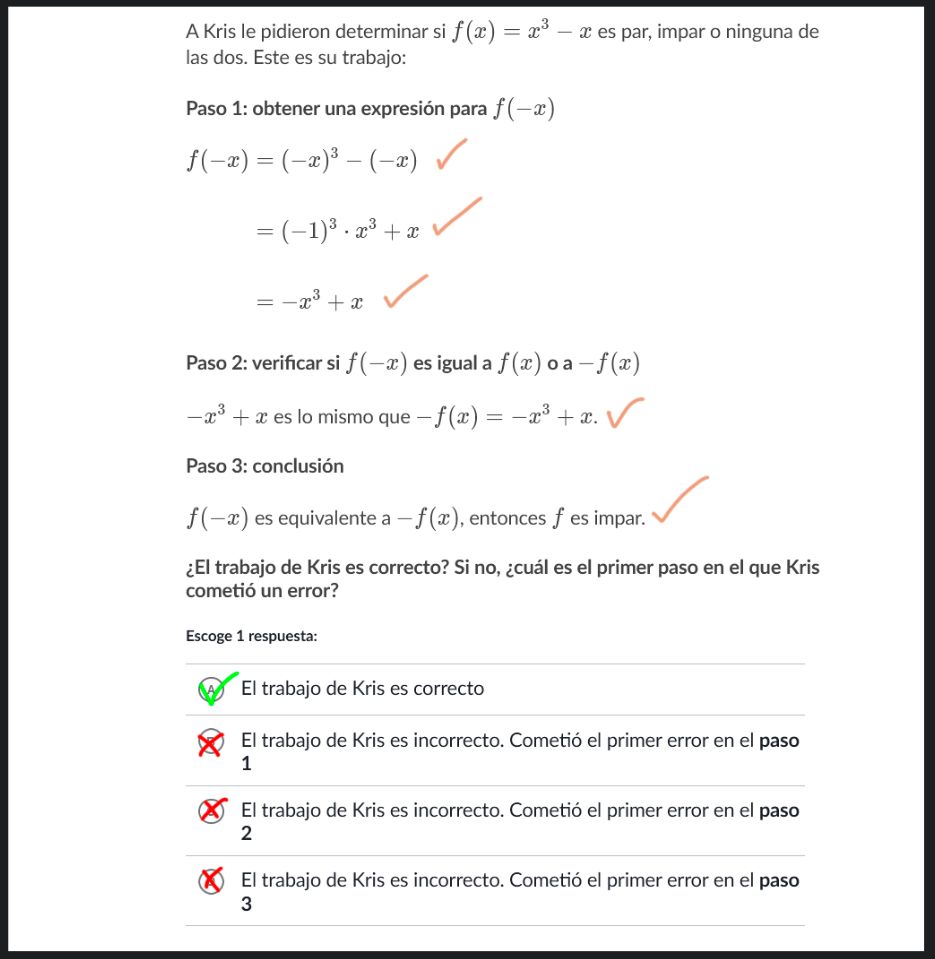 A Kris le pidieron determinar si f(x) = x³ − x es par, impar o ninguna de
las dos. Este es su trabajo:
Paso 1: obtener una expresión para f(−x)
f(−x) = (−x)³ − (−x)
= (−1)³ · x³ + x
= −x³ + x
Paso 2: verificar si f(−x) es igual a f(x) o a −f(x)
−x³ + x es lo mismo que −f(x) = −x³ + x.
Paso 3: conclusión
f(−x) es equivalente a −f(x), entonces f es impar.
¿El trabajo de Kris es correcto? Si no, ¿cuál es el primer paso en el que Kris
cometió un error?
Escoge 1 respuesta:
A El trabajo de Kris es correcto
El trabajo de Kris es incorrecto. Cometió el primer error en el paso
1
El trabajo de Kris es incorrecto. Cometió el primer error en el paso
2
El trabajo de Kris es incorrecto. Cometió el primer error en el paso
3